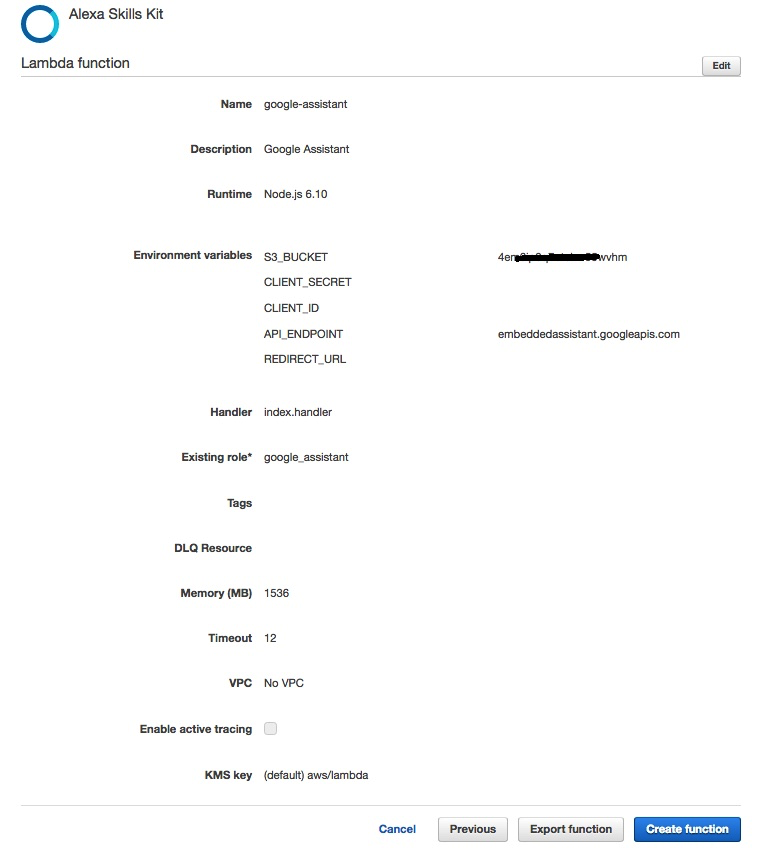 Alexa Skills Kit
Lambda function
Edit
Name google-assistant
Description Google Assistant
Runtime Node.js 6.10
Environment variables S3_BUCKET
CLIENT_SECRET
CLIENT_ID
API_ENDPOINT embeddedassistant.googleapis.com
REDIRECT_URL
Handler index.handler
Existing role* google_assistant
Tags
DLQ Resource
Memory (MB) 1536
Timeout 12
VPC No VPC
Enable active tracing
KMS key (default) aws/lambda
Cancel Previous Export function Create function